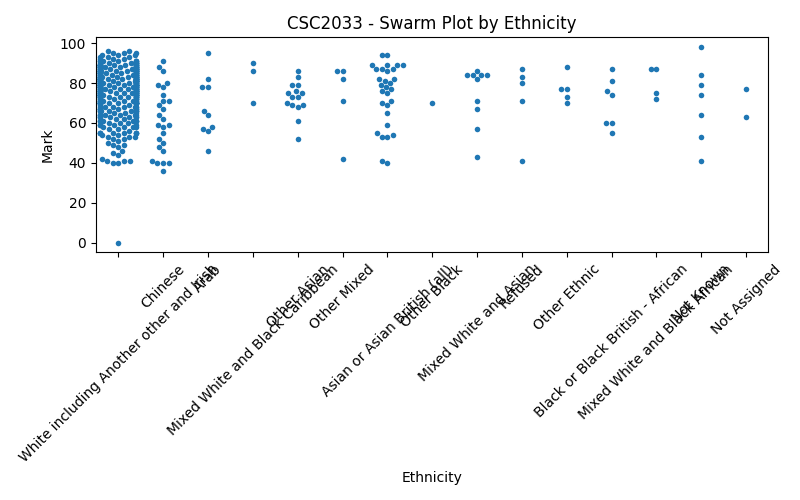 CSC2033 - Swarm Plot by Ethnicity
Mark
100
80
60
40
20
0
White including Another other and Irish
Chinese
Arab
Mixed White and Black Caribbean
Other Asian
Other Mixed
Asian or Asian British (all)
Other Black
Mixed White and Asian
Refused
Other Ethnic
Black or Black British - African
Mixed White and Black African
Not Known
Not Assigned
Ethnicity